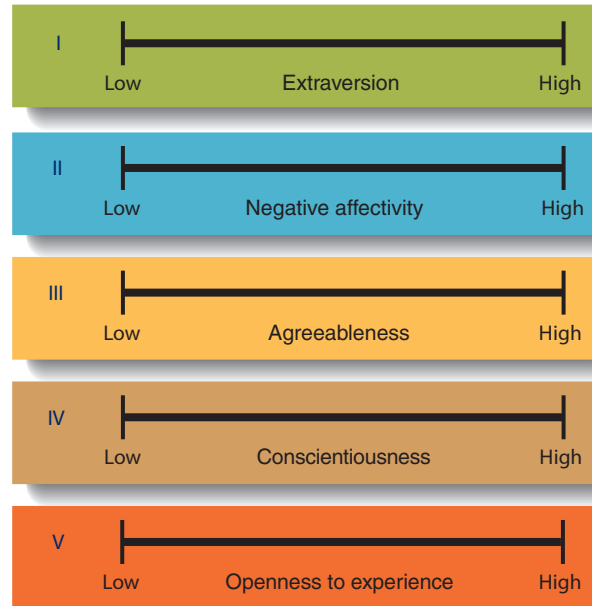 I
Low Extraversion High
II
Low Negative affectivity High
III
Low Agreeableness High
IV
Low Conscientiousness High
V
Low Openness to experience High